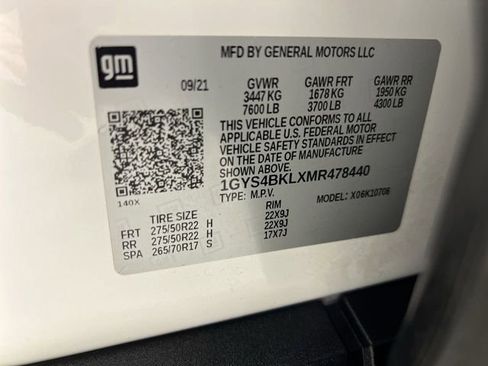 gm
MFD BY GENERAL MOTORS LLC
09/21 GVWR GAWR FRT GAWR RR
3447 KG 1678 KG 1950 KG
7600 LB 3700 LB 4300 LB
THIS VEHICLE CONFORMS TO ALL
APPLICABLE U.S. FEDERAL MOTOR
VEHICLE SAFETY STANDARDS IN EFFECT
ON THE DATE OF MANUFACTURE
SHOWN ABOVE.
1GYS4BKLXMR478440
140X TYPE: M.P.V. MODEL: X06K10706
TIRE SIZE RIM
FRT 275/50R22 H 22X9J
RR 275/50R22 H 22X9J
SPA 265/70R17 S 17X7J